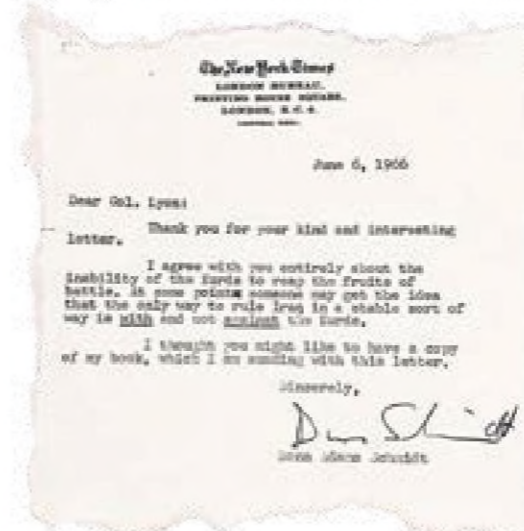 The New York Times
LONDON BUREAU,
PRINTING HOUSE SQUARE,
LONDON, E.C.4.
June 6, 1966
Dear Col. Lyon:
Thank you for your kind and interesting
letter.
I agree with you entirely about the
inability of the Kurds to reap the fruits of
battle. At some point someone may get the idea
that the only way to rule Iraq in a stable sort of
way is with and not against the Kurds.
I thought you might like to have a copy
of my book, which I am sending with this letter.
Sincerely,
Dana Adams Schmidt